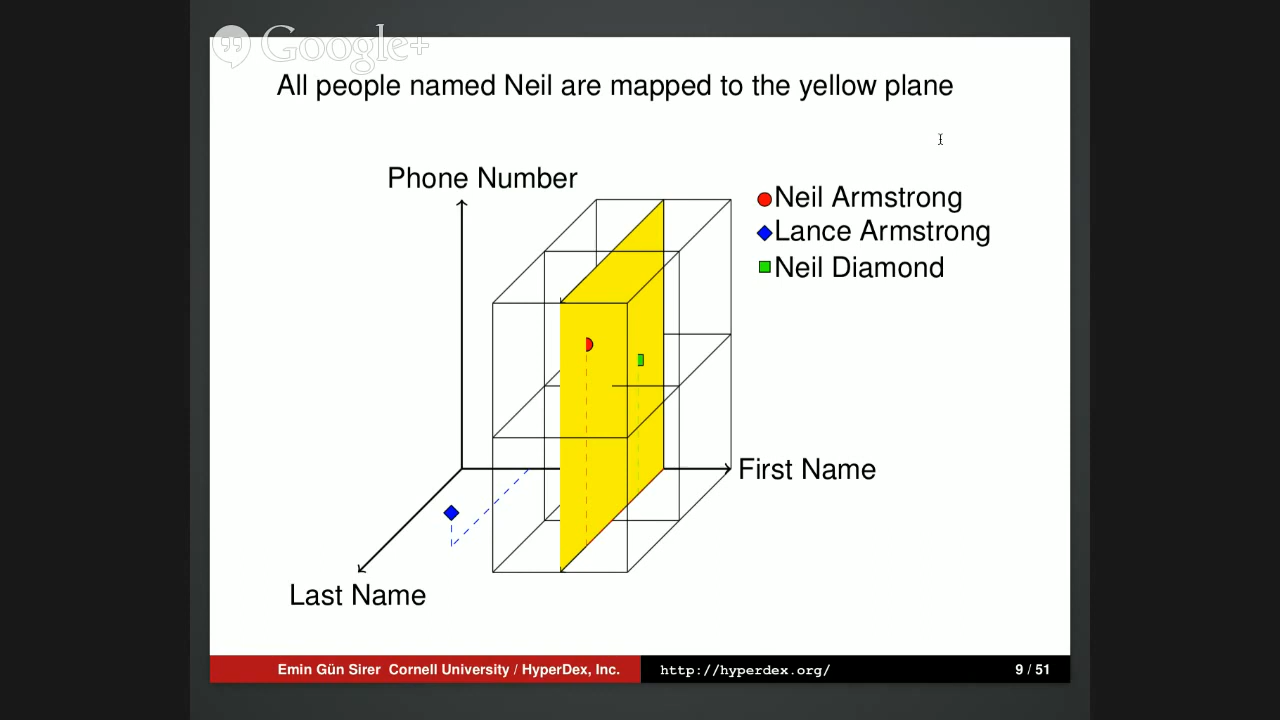 Google+
All people named Neil are mapped to the yellow plane
Phone Number
Neil Armstrong
Lance Armstrong
Neil Diamond
First Name
Last Name
Emin Gün Sirer Cornell University / HyperDex, Inc.
http://hyperdex.org/
9 / 51